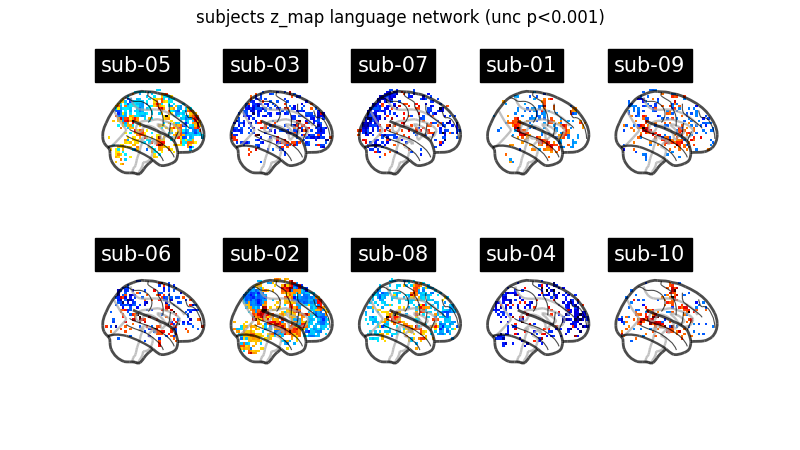 subjects z_map language network (unc p<0.001)
sub-05
sub-03
sub-07
sub-01
sub-09
sub-06
sub-02
sub-08
sub-04
sub-10